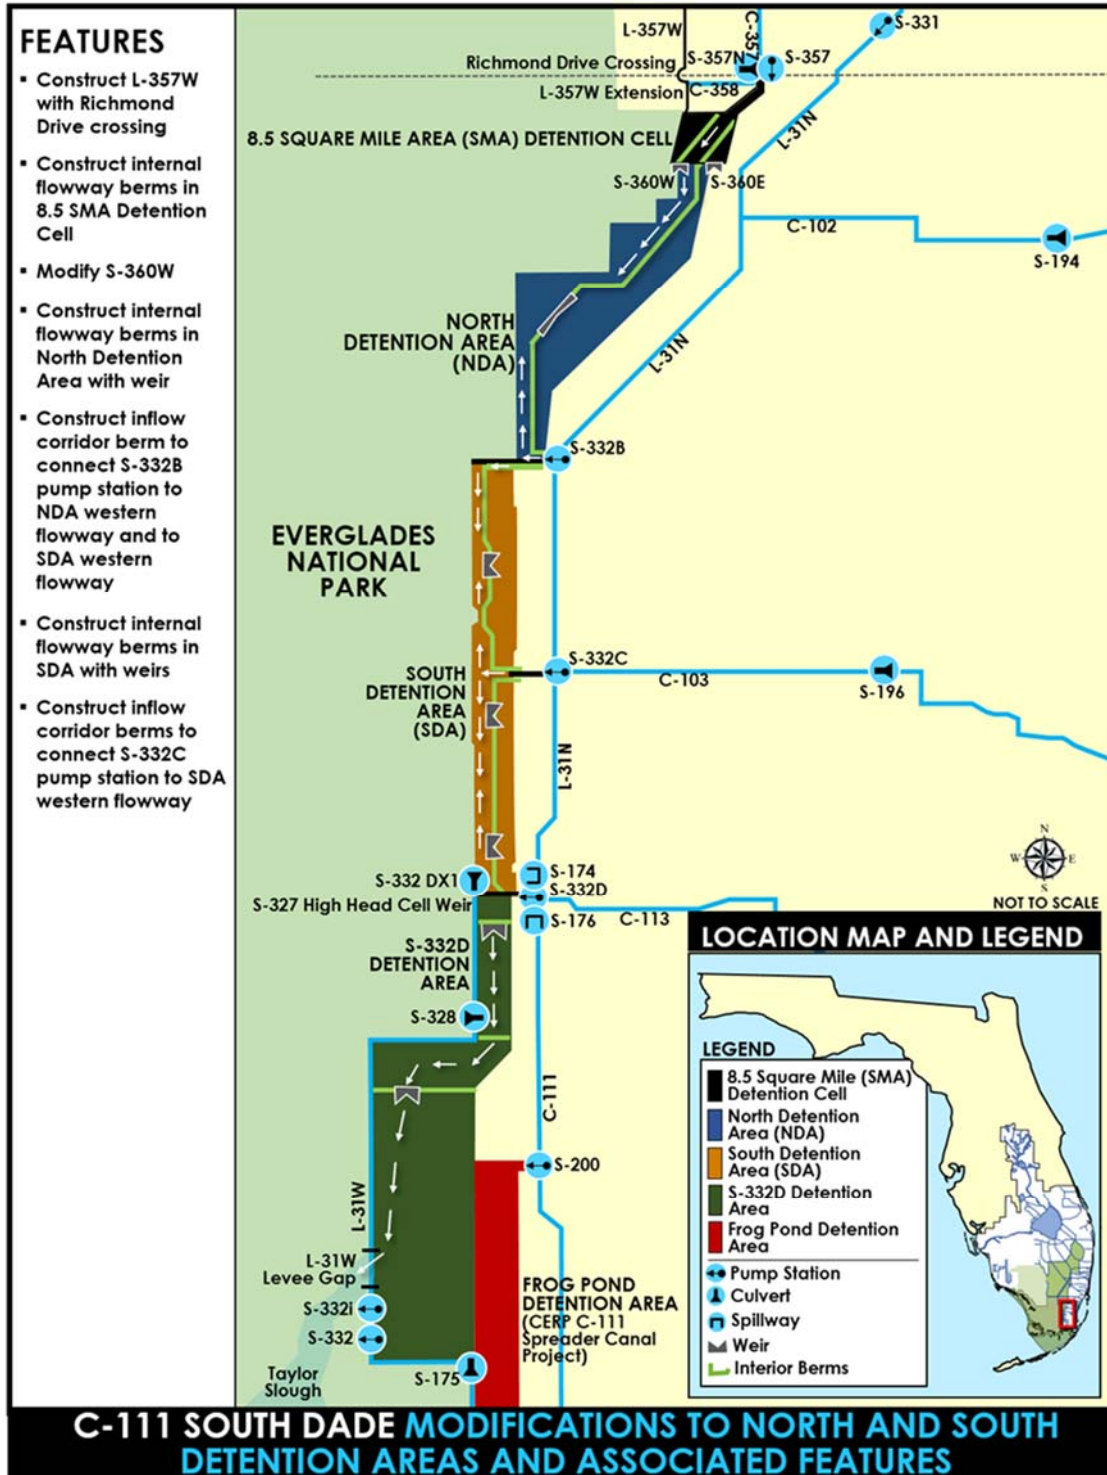 FEATURES
▪ Construct L-357W
with Richmond
Drive crossing
▪ Construct internal
flowway berms in
8.5 SMA Detention
Cell
▪ Modify S-360W
▪ Construct internal
flowway berms in
North Detention
Area with weir
▪ Construct inflow
corridor berm to
connect S-332B
pump station to
NDA western
flowway and to
SDA western
flowway
▪ Construct internal
flowway berms in
SDA with weirs
▪ Construct inflow
corridor berms to
connect S-332C
pump station to SDA
western flowway
L-357W
C-357
S-331
Richmond Drive Crossing
S-357N
S-357
L-357W Extension
C-358
8.5 SQUARE MILE AREA (SMA) DETENTION CELL
L-31N
S-360W
S-360E
C-102
S-194
NORTH
DETENTION AREA
(NDA)
L-31N
S-332B
EVERGLADES
NATIONAL
PARK
S-332C
C-103
S-196
SOUTH
DETENTION
AREA
(SDA)
L-31N
S-332 DX1
S-174
S-332D
S-327 High Head Cell Weir
S-176
C-113
N
W
E
S
NOT TO SCALE
S-332D
DETENTION
AREA
S-328
C-111
S-200
L-31W
L-31W
Levee Gap
S-332i
S-332
Taylor
Slough
S-175
FROG POND
DETENTION AREA
(CERP C-111
Spreader Canal
Project)
LOCATION MAP AND LEGEND
LEGEND
8.5 Square Mile (SMA)
Detention Cell
North Detention
Area (NDA)
South Detention
Area (SDA)
S-332D Detention
Area
Frog Pond Detention
Area
Pump Station
Culvert
Spillway
Weir
Interior Berms
C-111 SOUTH DADE MODIFICATIONS TO NORTH AND SOUTH
DETENTION AREAS AND ASSOCIATED FEATURES